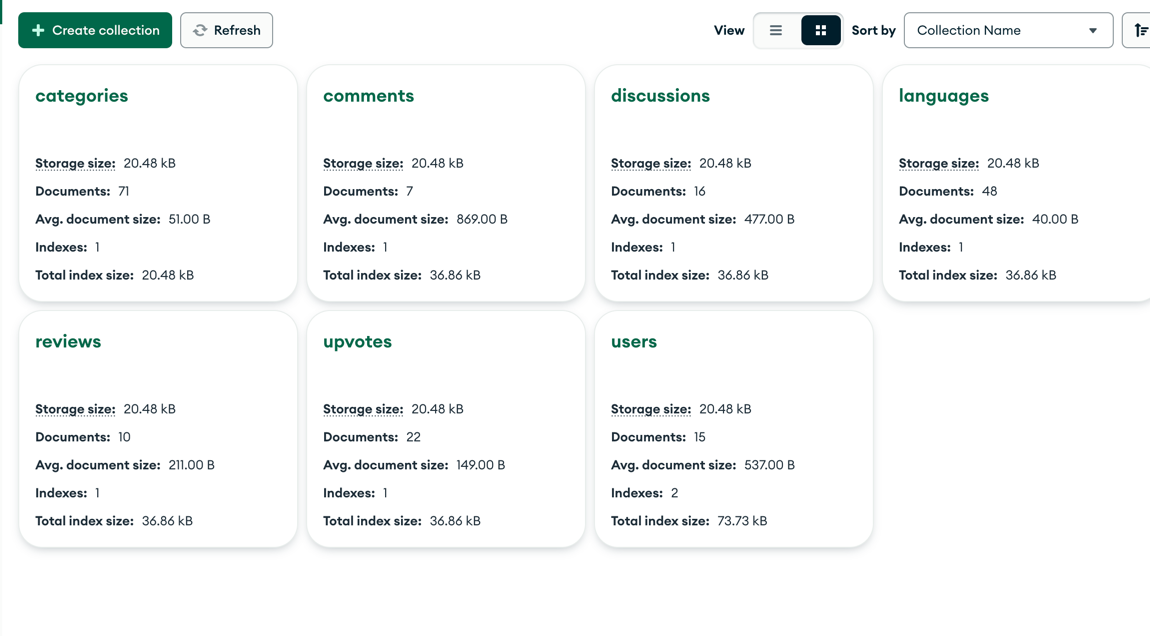 Create collection Refresh View Sort by Collection Name
categories
Storage size: 20.48 kB
Documents: 71
Avg. document size: 51.00 B
Indexes: 1
Total index size: 20.48 kB
comments
Storage size: 20.48 kB
Documents: 7
Avg. document size: 869.00 B
Indexes: 1
Total index size: 36.86 kB
discussions
Storage size: 20.48 kB
Documents: 16
Avg. document size: 477.00 B
Indexes: 1
Total index size: 36.86 kB
languages
Storage size: 20.48 kB
Documents: 48
Avg. document size: 40.00 B
Indexes: 1
Total index size: 36.86 kB
reviews
Storage size: 20.48 kB
Documents: 10
Avg. document size: 211.00 B
Indexes: 1
Total index size: 36.86 kB
upvotes
Storage size: 20.48 kB
Documents: 22
Avg. document size: 149.00 B
Indexes: 1
Total index size: 36.86 kB
users
Storage size: 20.48 kB
Documents: 15
Avg. document size: 537.00 B
Indexes: 2
Total index size: 73.73 kB